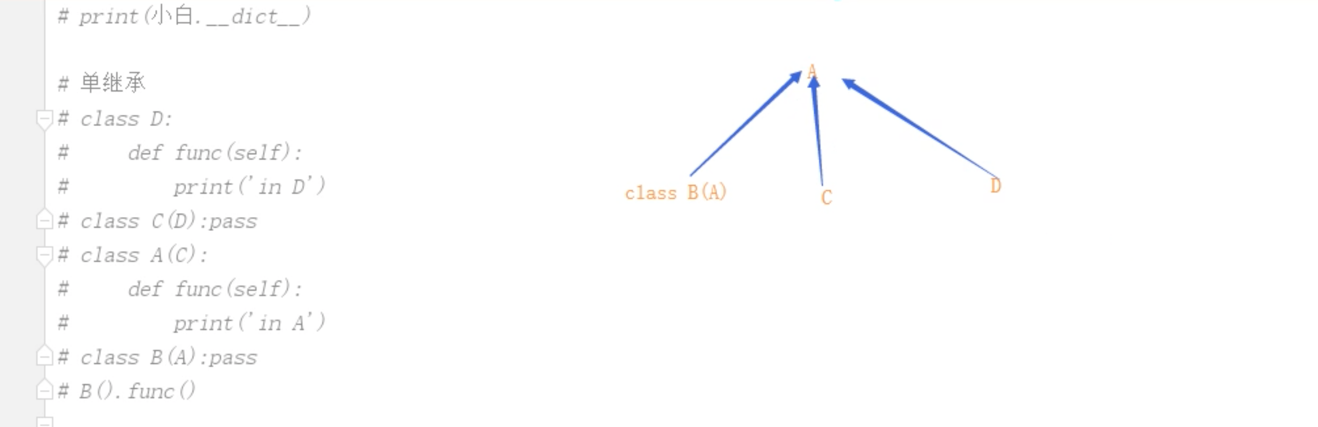 # print(小白.__dict__)
# 单继承
# class D:
#     def func(self):
#         print('in D')
# class C(D):pass
# class A(C):
#     def func(self):
#         print('in A')
# class B(A):pass
# B().func()
A
class B(A)
C
D